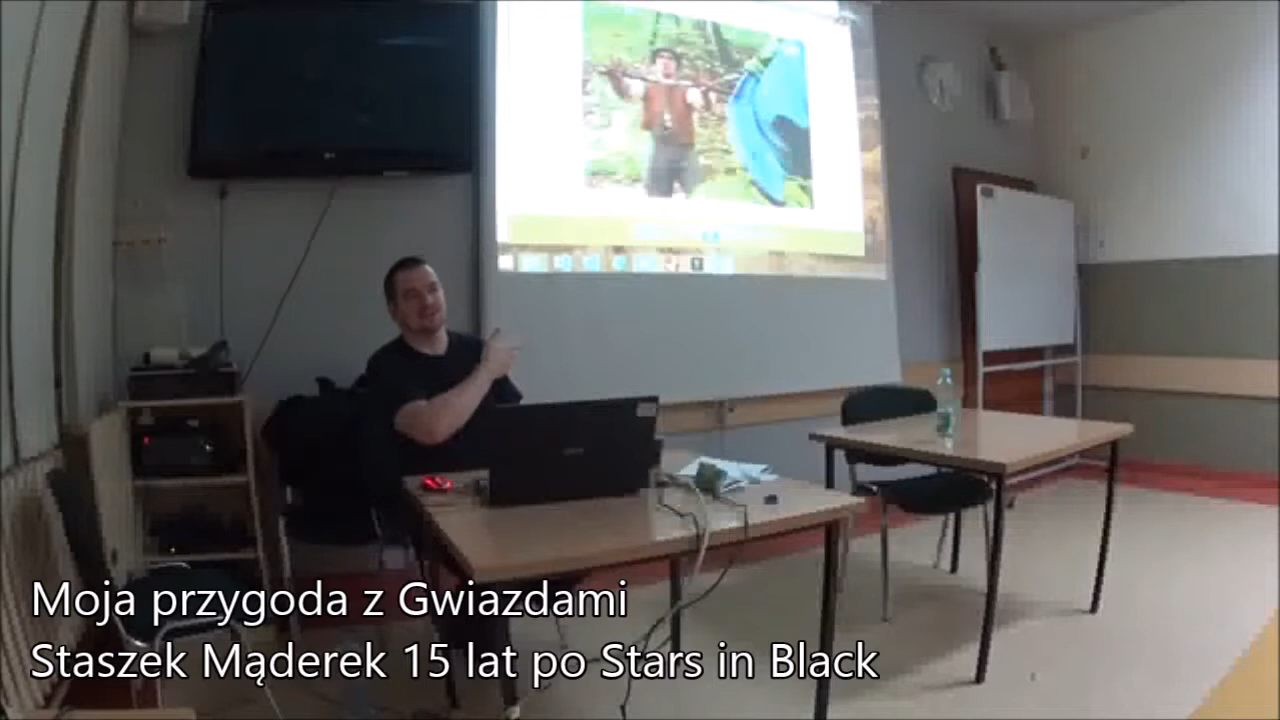 Moja przygoda z Gwiazdami
Staszek Mąderek 15 lat po Stars in Black